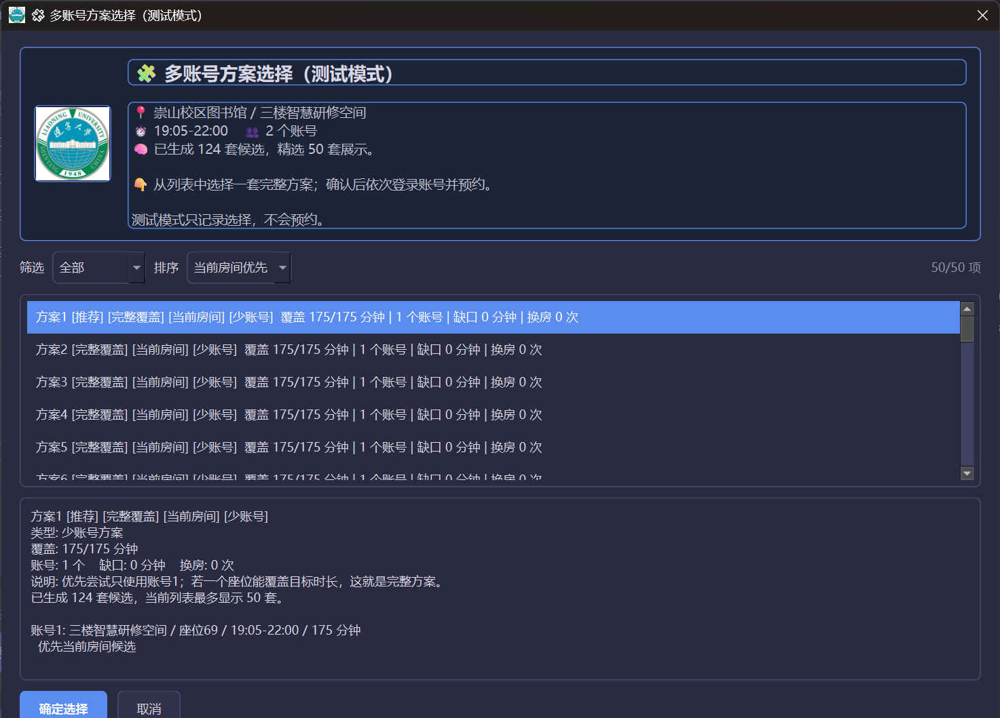 多账号方案选择（测试模式）
多账号方案选择（测试模式）
LIAONING UNIVERSITY
辽宁大学
SHENYANG CHINA
1948
崇山校区图书馆 / 三楼智慧研修空间
19:05-22:00 2 个账号
已生成 124 套候选，精选 50 套展示。
从列表中选择一套完整方案；确认后依次登录账号并预约。
测试模式只记录选择，不会预约。
筛选 全部 排序 当前房间优先 50/50 项
方案1 [推荐] [完整覆盖] [当前房间] [少账号] 覆盖 175/175 分钟 | 1 个账号 | 缺口 0 分钟 | 换房 0 次
方案2 [完整覆盖] [当前房间] [少账号] 覆盖 175/175 分钟 | 1 个账号 | 缺口 0 分钟 | 换房 0 次
方案3 [完整覆盖] [当前房间] [少账号] 覆盖 175/175 分钟 | 1 个账号 | 缺口 0 分钟 | 换房 0 次
方案4 [完整覆盖] [当前房间] [少账号] 覆盖 175/175 分钟 | 1 个账号 | 缺口 0 分钟 | 换房 0 次
方案5 [完整覆盖] [当前房间] [少账号] 覆盖 175/175 分钟 | 1 个账号 | 缺口 0 分钟 | 换房 0 次
方案6 [完整覆盖] [当前房间] [少账号] 覆盖 175/175 分钟 | 1 个账号 | 缺口 0 分钟 | 换房 0 次
方案1 [推荐] [完整覆盖] [当前房间] [少账号]
类型: 少账号方案
覆盖: 175/175 分钟
账号: 1 个 缺口: 0 分钟 换房: 0 次
说明: 优先尝试只使用账号1；若一个座位能覆盖目标时长，这就是完整方案。
已生成 124 套候选，当前列表最多显示 50 套。
账号1: 三楼智慧研修空间 / 座位69 / 19:05-22:00 / 175 分钟
优先当前房间候选
确定选择 取消